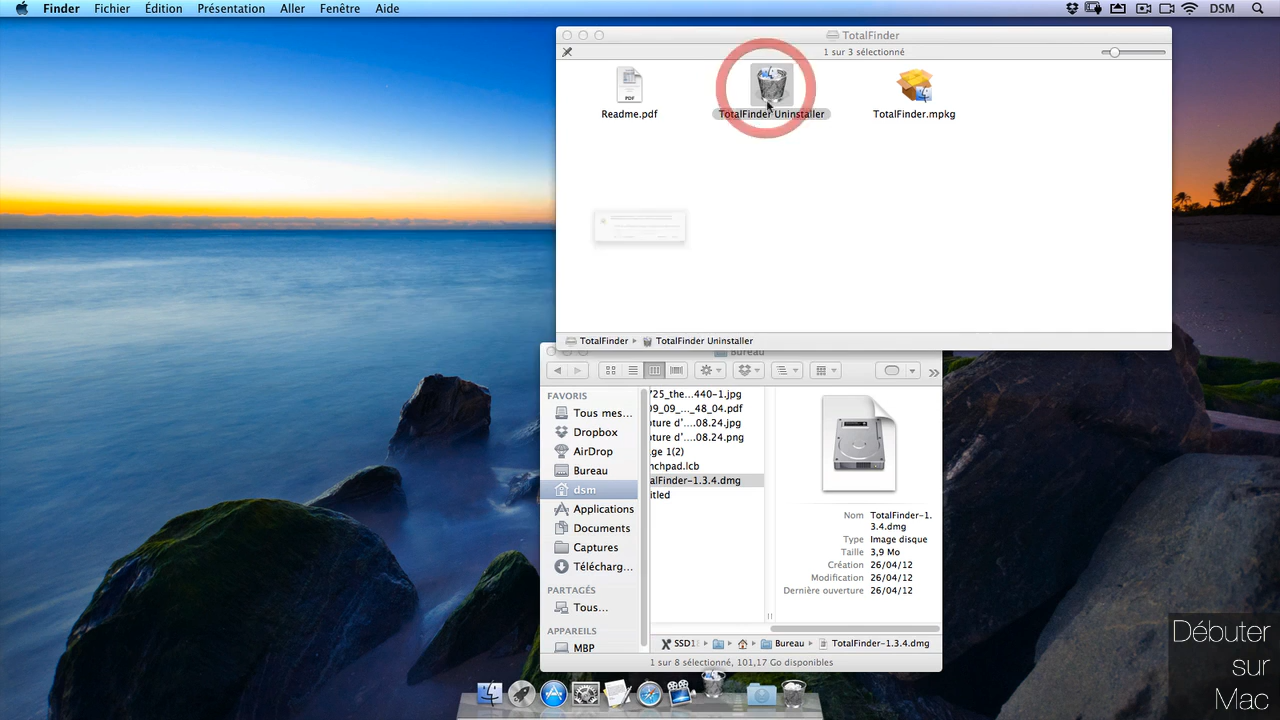 Finder Fichier Édition Présentation Aller Fenêtre Aide DSM
TotalFinder
1 sur 3 sélectionné
PDF
Readme.pdf TotalFinder Uninstaller TotalFinder.mpkg
TotalFinder TotalFinder Uninstaller
Bureau
FAVORIS
Tous mes...
Dropbox
AirDrop
Bureau
dsm
Applications
Documents
Captures
Télécharg...
PARTAGÉS
Tous...
APPAREILS
MBP
725_the...440-1.jpg
09_09_..._48_04.pdf
ture d’....08.24.jpg
ture d’....08.24.png
ge 1(2)
nchpad.lcb
alFinder-1.3.4.dmg
titled
Nom TotalFinder-1.
3.4.dmg
Type Image disque
Taille 3,9 Mo
Création 26/04/12
Modification 26/04/12
Dernière ouverture 26/04/12
Bureau TotalFinder-1.3.4.dmg
1 sur 8 sélectionné, 101,17 Go disponibles
Débuter
sur
Mac